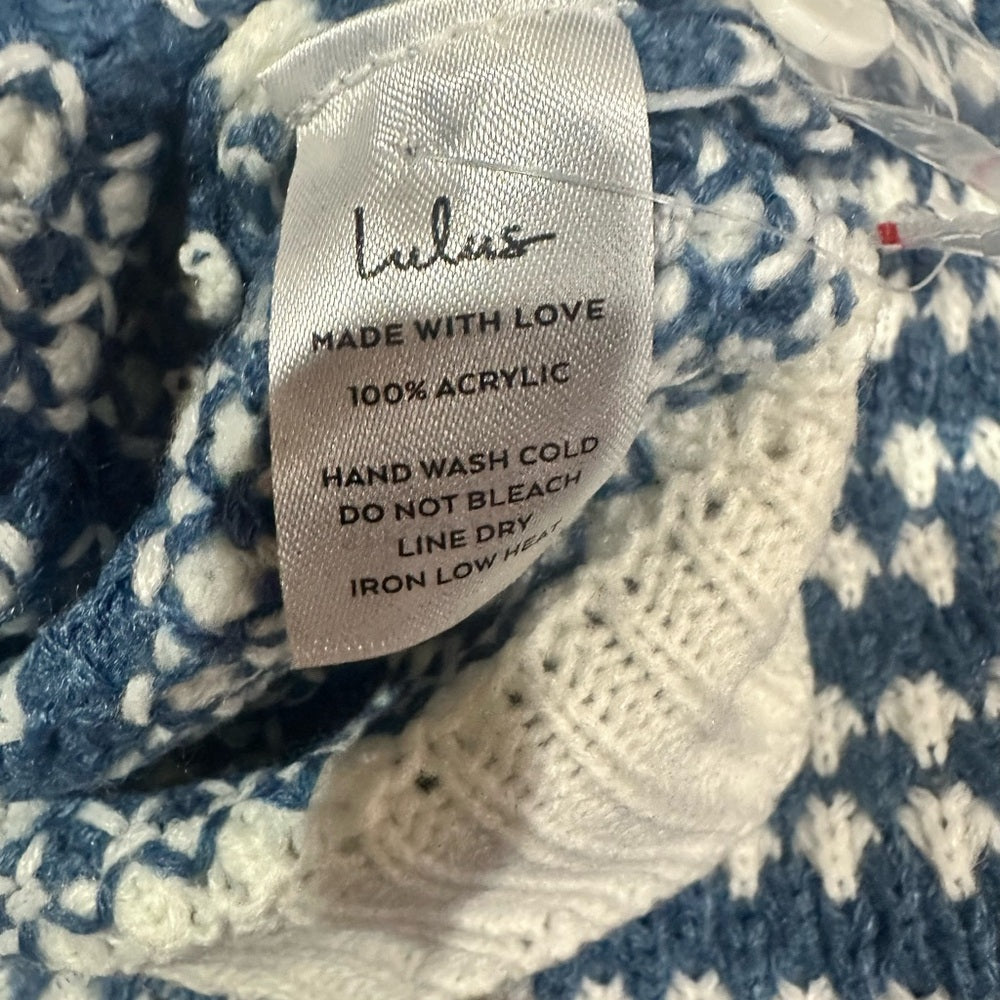 Lulus
MADE WITH LOVE
100% ACRYLIC
HAND WASH COLD
DO NOT BLEACH
LINE DRY
IRON LOW HEAT